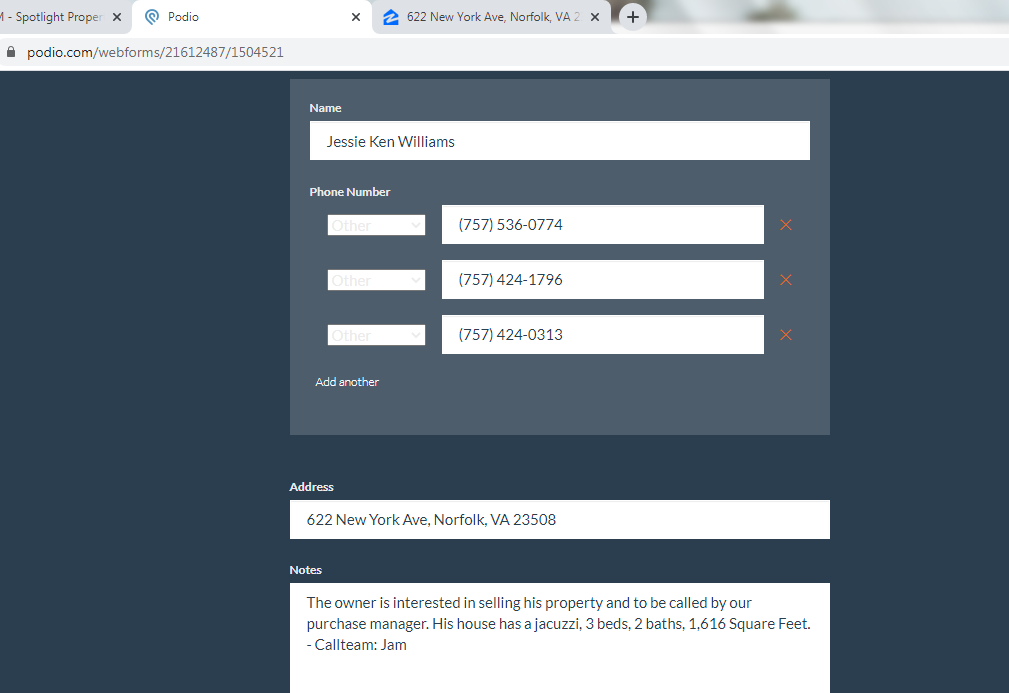 M - Spotlight Proper
Podio
622 New York Ave, Norfolk, VA 2
podio.com/webforms/21612487/1504521
Name
Jessie Ken Williams
Phone Number
Other (757) 536-0774
Other (757) 424-1796
Other (757) 424-0313
Add another
Address
622 New York Ave, Norfolk, VA 23508
Notes
The owner is interested in selling his property and to be called by our
purchase manager. His house has a jacuzzi, 3 beds, 2 baths, 1,616 Square Feet.
- Callteam: Jam